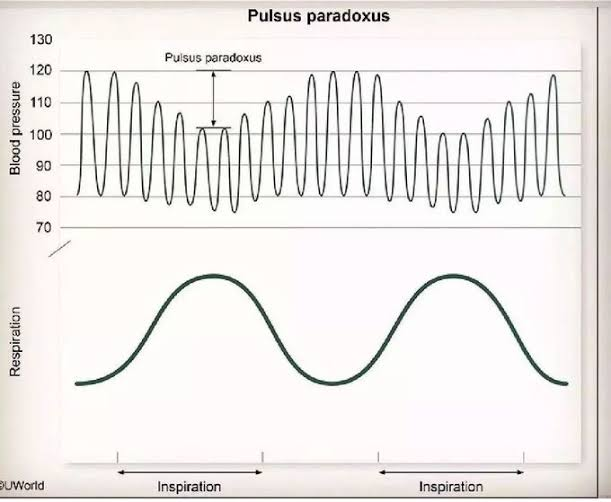 Pulsus paradoxus
130
Pulsus paradoxus
120
110
100
90
80
70
Blood pressure
Respiration
Inspiration
Inspiration
©UWorld